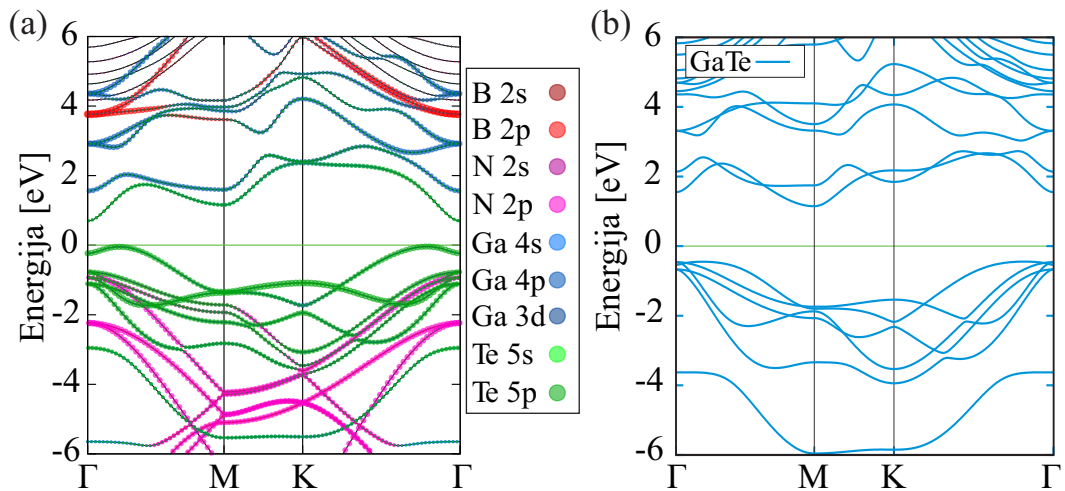 (a)
Energija [eV]
6
4
2
0
-2
-4
-6
Γ M K Γ
B 2s
B 2p
N 2s
N 2p
Ga 4s
Ga 4p
Ga 3d
Te 5s
Te 5p
(b)
Energija [eV]
6
4
2
0
-2
-4
-6
GaTe
Γ M K Γ